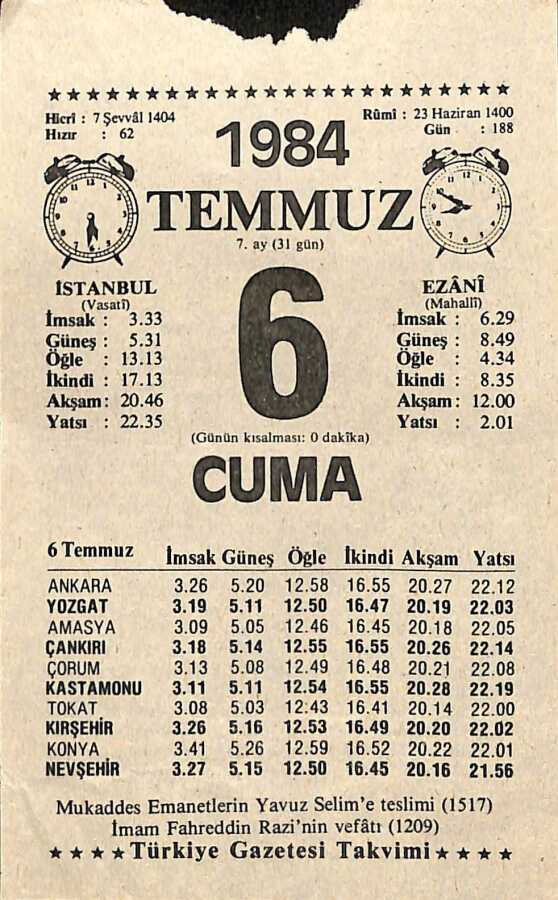 ★★★★★★★★★★★★★★★★★★★★★★★★
Hicrî : 7 Şevvâl 1404
Hızır : 62
Rûmî : 23 Haziran 1400
Gün : 188
1984
TEMMUZ
7. ay (31 gün)
6
(Günün kısalması: 0 dakîka)
CUMA
İSTANBUL
(Vasatî)
İmsak : 3.33
Güneş : 5.31
Öğle : 13.13
İkindi : 17.13
Akşam : 20.46
Yatsı : 22.35
EZÂNÎ
(Mahallî)
İmsak : 6.29
Güneş : 8.49
Öğle : 4.34
İkindi : 8.35
Akşam : 12.00
Yatsı : 2.01
6 Temmuz İmsak Güneş Öğle İkindi Akşam Yatsı
ANKARA 3.26 5.20 12.58 16.55 20.27 22.12
YOZGAT 3.19 5.11 12.50 16.47 20.19 22.03
AMASYA 3.09 5.05 12.46 16.45 20.18 22.05
ÇANKIRI 3.18 5.14 12.55 16.55 20.26 22.14
ÇORUM 3.13 5.08 12.49 16.48 20.21 22.08
KASTAMONU 3.11 5.11 12.54 16.55 20.28 22.19
TOKAT 3.08 5.03 12.43 16.41 20.14 22.00
KIRŞEHİR 3.26 5.16 12.53 16.49 20.20 22.02
KONYA 3.41 5.26 12.59 16.52 20.22 22.01
NEVŞEHİR 3.27 5.15 12.50 16.45 20.16 21.56
Mukaddes Emanetlerin Yavuz Selim'e teslimi (1517)
İmam Fahreddin Razi'nin vefâtı (1209)
★★★★Türkiye Gazetesi Takvimi★★★★